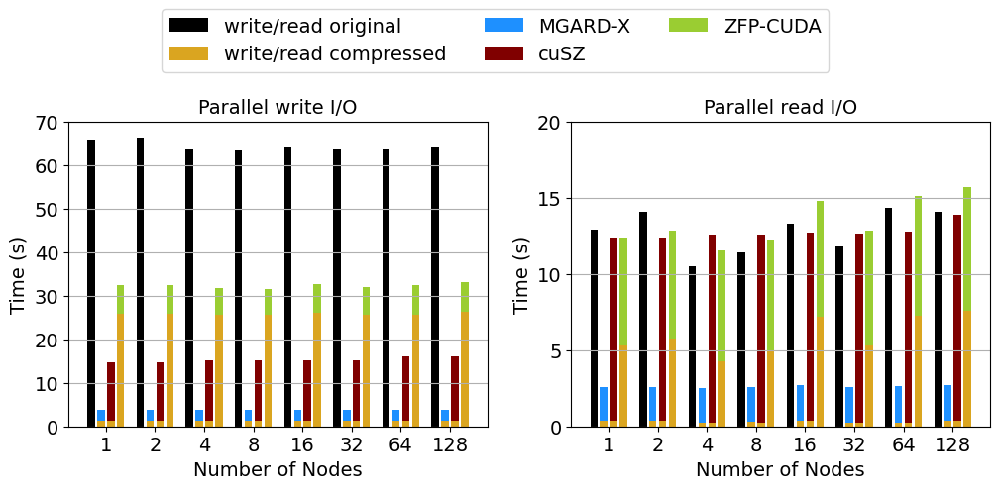 write/read original
write/read compressed
MGARD-X
cuSZ
ZFP-CUDA
Parallel write I/O
70
60
50
40
30
20
10
0
Time (s)
1 2 4 8 16 32 64 128
Number of Nodes
Parallel read I/O
20
15
10
5
0
Time (s)
1 2 4 8 16 32 64 128
Number of Nodes